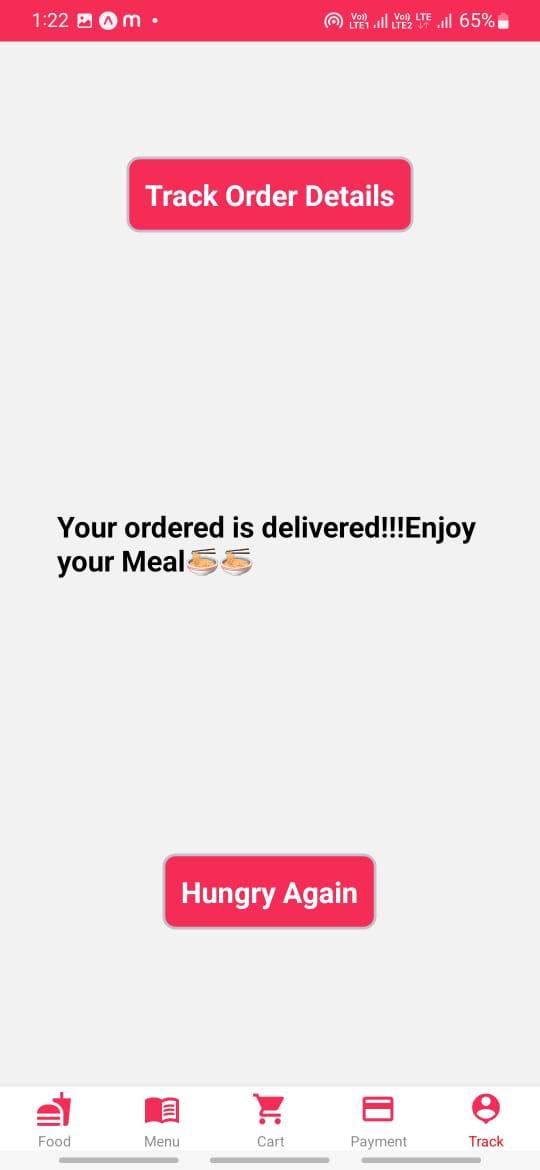 1:22 m
Vo)) LTE1 Vo)) LTE2 LTE 65%
Track Order Details
Your ordered is delivered!!!Enjoy
your Meal🍜🍜
Hungry Again
Food Menu Cart Payment Track